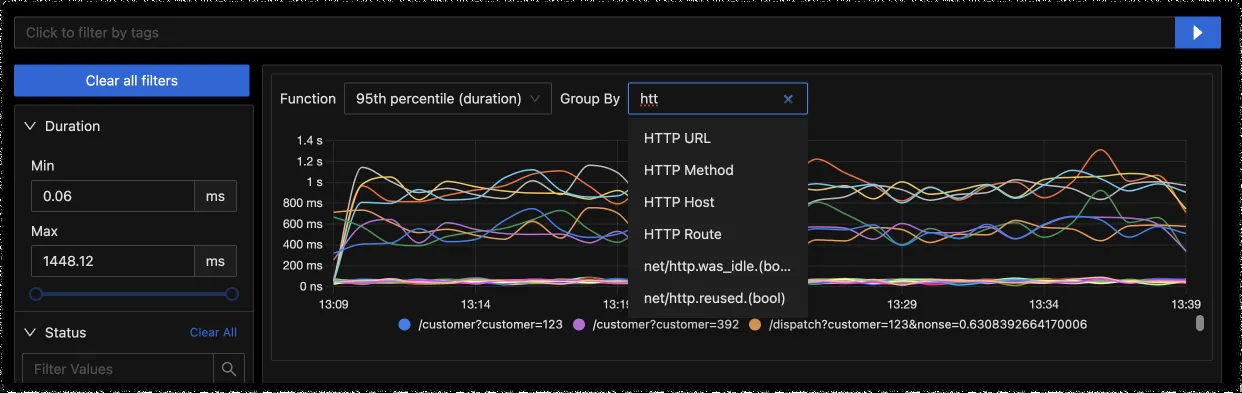 Click to filter by tags
Clear all filters
Duration
Min
0.06 ms
Max
1448.12 ms
Status Clear All
Filter Values
Function 95th percentile (duration) Group By htt
HTTP URL
HTTP Method
HTTP Host
HTTP Route
net/http.was_idle.(bo...
net/http.reused.(bool)
1.4 s
1.2 s
1 s
800 ms
600 ms
400 ms
200 ms
0 ns
13:09 13:14 13:19 13:29 13:34 13:39
/customer?customer=123 /customer?customer=392 /dispatch?customer=123&nonse=0.6308392664170006